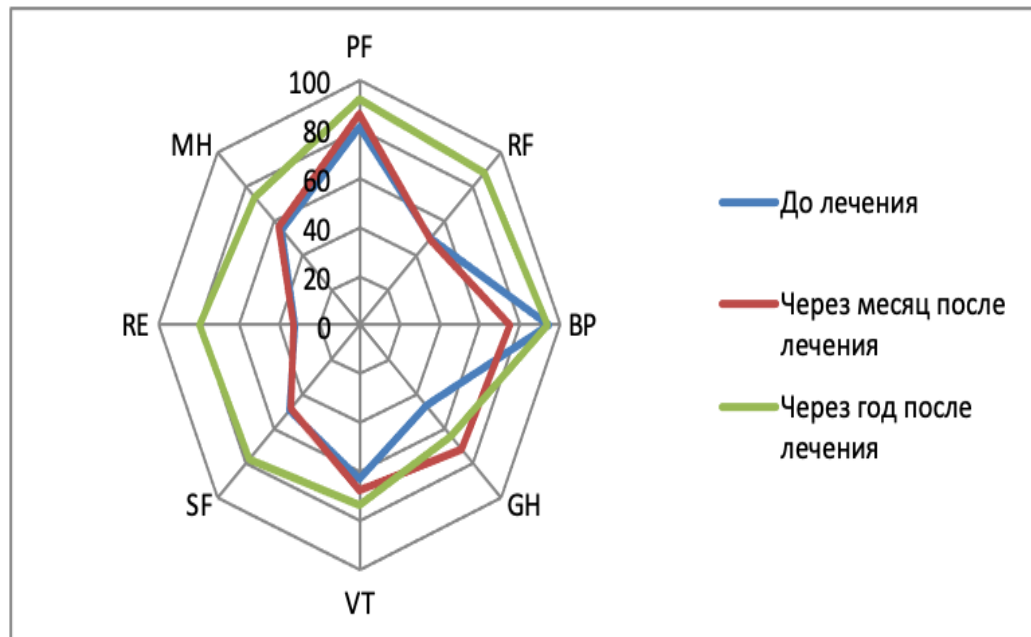 PF
100
MH
RF
80
60
До лечения
40
20
RE
0
BP
Через месяц после
лечения
Через год после
лечения
SF
GH
VT